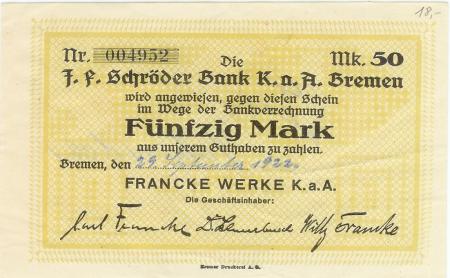 18,-
Nr. 004952 Die Mk. 50
J. F. Schröder Bank K. a. A. Bremen
wird angewiesen, gegen diesen Schein
im Wege der Bankverrechnung
Fünfzig Mark
aus unserem Guthaben zu zahlen.
Bremen, den 29. September 1922.
FRANCKE WERKE K. a. A.
Die Geschäftsinhaber:
Carl Francke Willy Francke
Bremer Druckerei A. G.